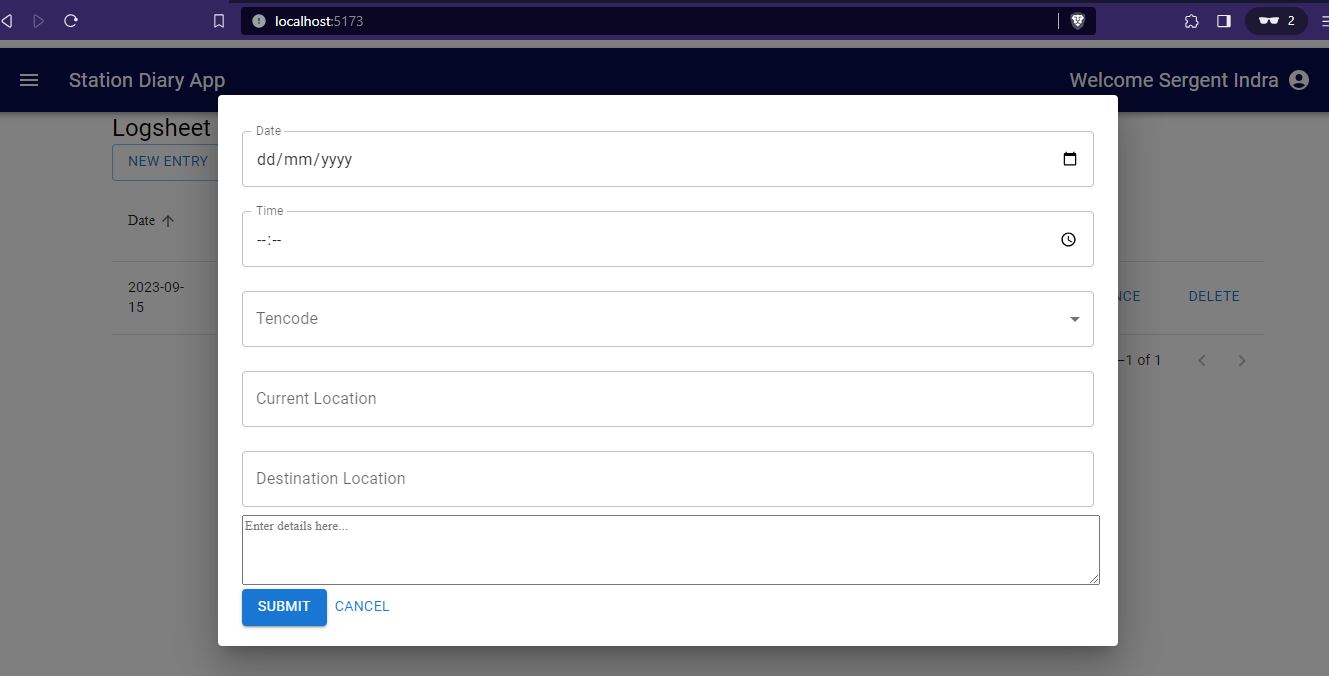 localhost:5173
2
Station Diary App
Welcome Sergent Indra
Logsheet
NEW ENTRY
Date
2023-09-
15
DELETE
1 of 1
Date
dd/mm/yyyy
Time
--:--
Tencode
Current Location
Destination Location
Enter details here...
SUBMIT CANCEL